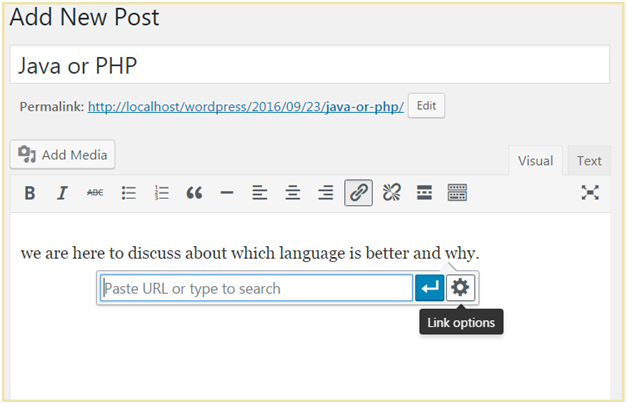 Add New Post
Java or PHP
Permalink: http://localhost/wordpress/2016/09/23/java-or-php/ Edit
Add Media
Visual Text
B I ABC
we are here to discuss about which language is better and why.
Paste URL or type to search
Link options